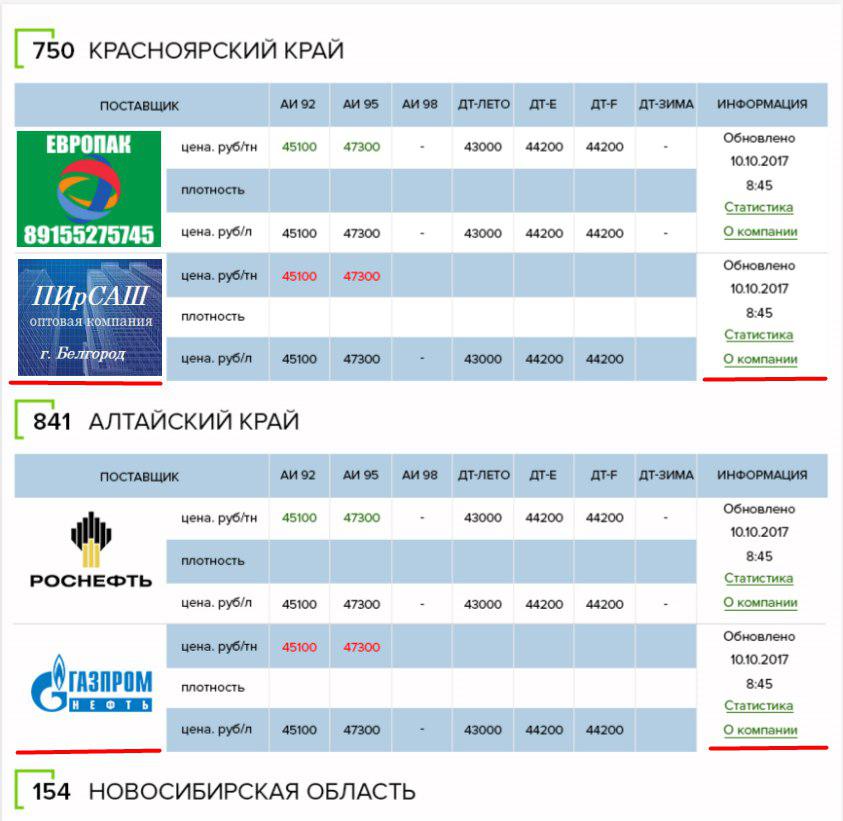 750 КРАСНОЯРСКИЙ КРАЙ
ПОСТАВЩИК АИ 92 АИ 95 АИ 98 ДТ-ЛЕТО ДТ-Е ДТ-F ДТ-ЗИМА ИНФОРМАЦИЯ
ЕВРОПАК
89155275745
цена. руб/тн 45100 47300 - 43000 44200 44200 -
плотность
цена. руб/л 45100 47300 - 43000 44200 44200 -
Обновлено
10.10.2017
8:45
Статистика
О компании
ПИрСАШ
оптовая компания
г. Белгород
цена. руб/тн 45100 47300
плотность
цена. руб/л 45100 47300 - 43000 44200 44200
Обновлено
10.10.2017
8:45
Статистика
О компании
841 АЛТАЙСКИЙ КРАЙ
ПОСТАВЩИК АИ 92 АИ 95 АИ 98 ДТ-ЛЕТО ДТ-Е ДТ-F ДТ-ЗИМА ИНФОРМАЦИЯ
РОСНЕФТЬ
цена. руб/тн 45100 47300 - 43000 44200 44200 -
плотность
цена. руб/л 45100 47300 - 43000 44200 44200 -
Обновлено
10.10.2017
8:45
Статистика
О компании
ГАЗПРОМ
НЕФТЬ
цена. руб/тн 45100 47300
плотность
цена. руб/л 45100 47300 - 43000 44200 44200
Обновлено
10.10.2017
8:45
Статистика
О компании
154 НОВОСИБИРСКАЯ ОБЛАСТЬ